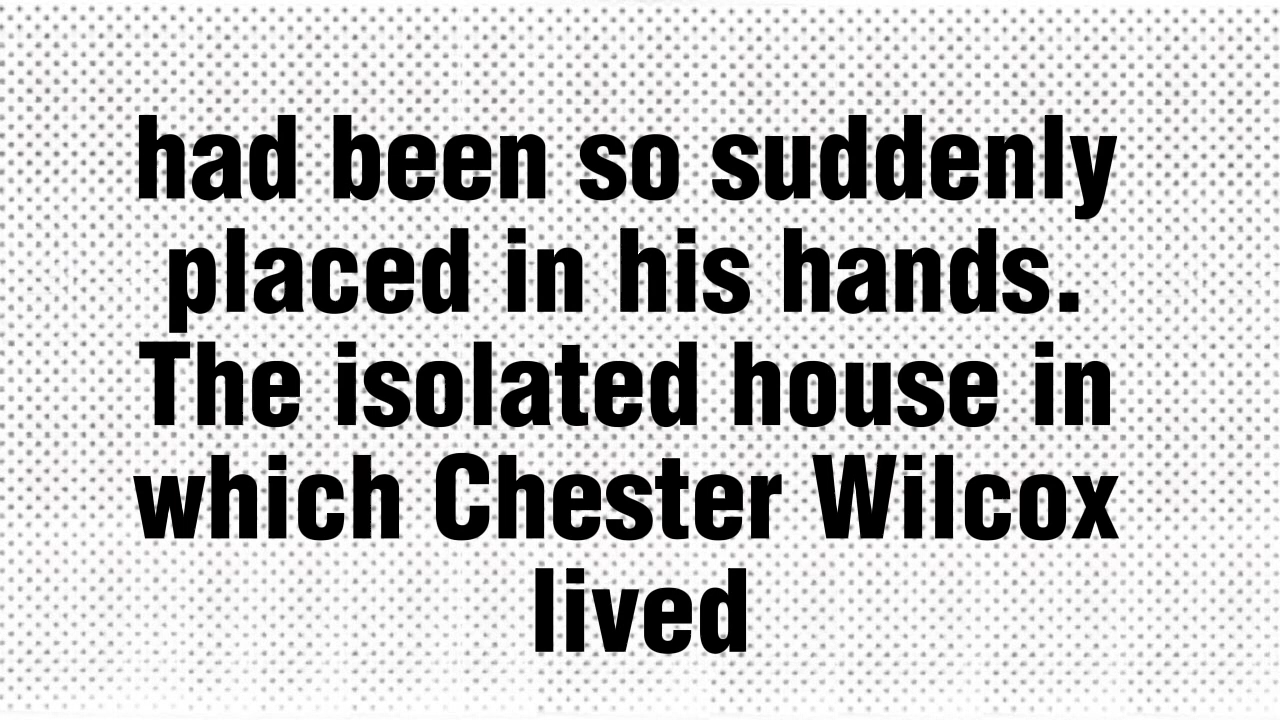 had been so suddenly
placed in his hands.
The isolated house in
which Chester Wilcox
lived